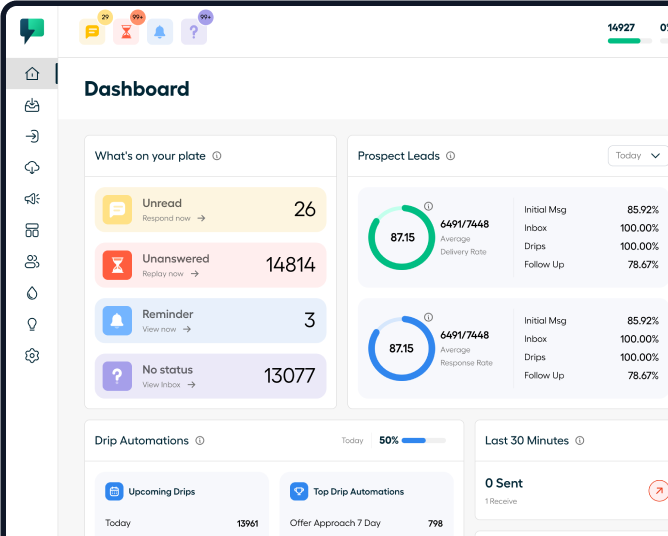 29
99+
99+
14927
Dashboard
What's on your plate
Prospect Leads
Today
Unread
Respond now
26
Unanswered
Replay now
14814
Reminder
View now
3
No status
View Inbox
13077
87.15
6491/7448
Average
Delivery Rate
Initial Msg 85.92%
Inbox 100.00%
Drips 100.00%
Follow Up 78.67%
87.15
6491/7448
Average
Response Rate
Initial Msg 85.92%
Inbox 100.00%
Drips 100.00%
Follow Up 78.67%
Drip Automations
Today
50%
Last 30 Minutes
Upcoming Drips
Today 13961
Top Drip Automations
Offer Approach 7 Day 798
0 Sent
1 Receive